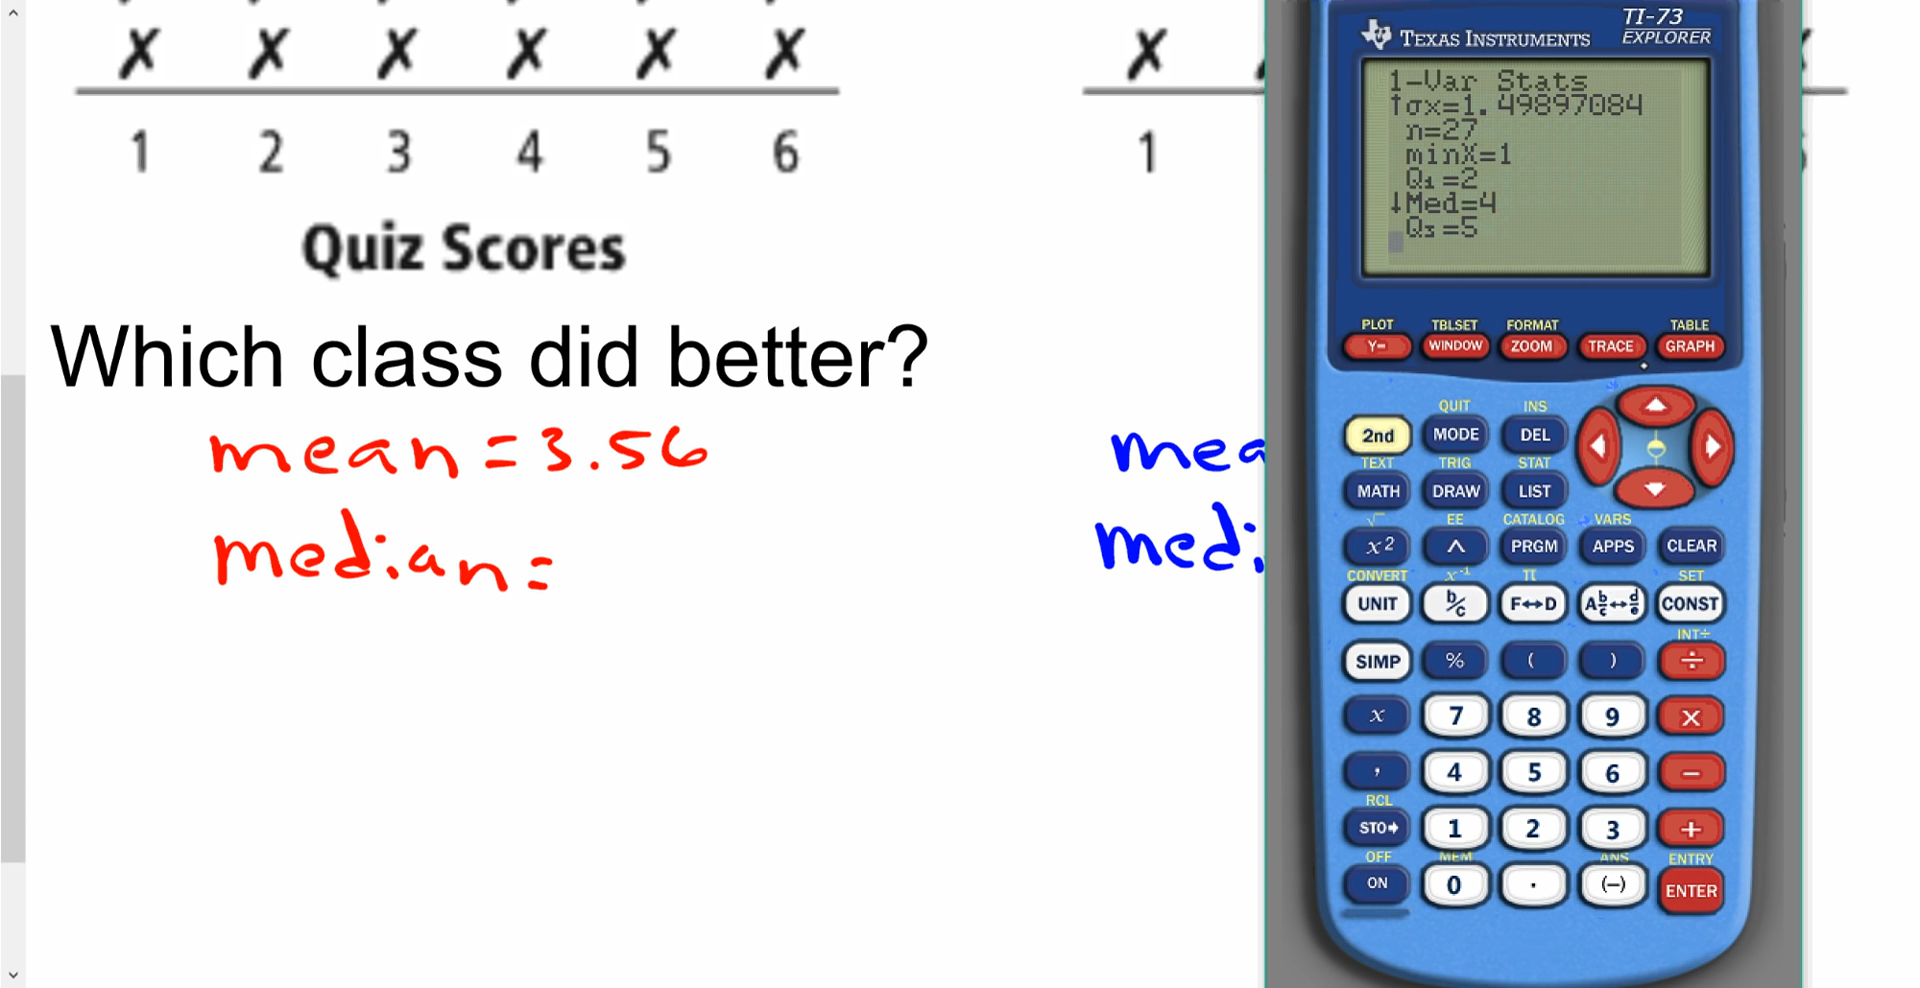 X X X X X X
1 2 3 4 5 6
Quiz Scores
Which class did better?
mean = 3.56
median =
X
1
TI-73
EXPLORER
TEXAS INSTRUMENTS
1-Var Stats
↑σx=1.49897084
n=27
minX=1
Q₁=2
↓Med=4
Q₃=5
PLOT TBLSET FORMAT TABLE
Y= WINDOW ZOOM TRACE GRAPH
QUIT INS
2nd MODE DEL
TEXT TRIG STAT
MATH DRAW LIST
√ EE CATALOG VARS
x² ^ PRGM APPS CLEAR
CONVERT x⁻¹ π SET
UNIT b/c F↔D A b/c↔d/e CONST
INT÷
SIMP % ( ) ÷
x 7 8 9 ×
, 4 5 6 −
RCL
STO➔ 1 2 3 +
OFF MEM ANS ENTRY
ON 0 . (−) ENTER